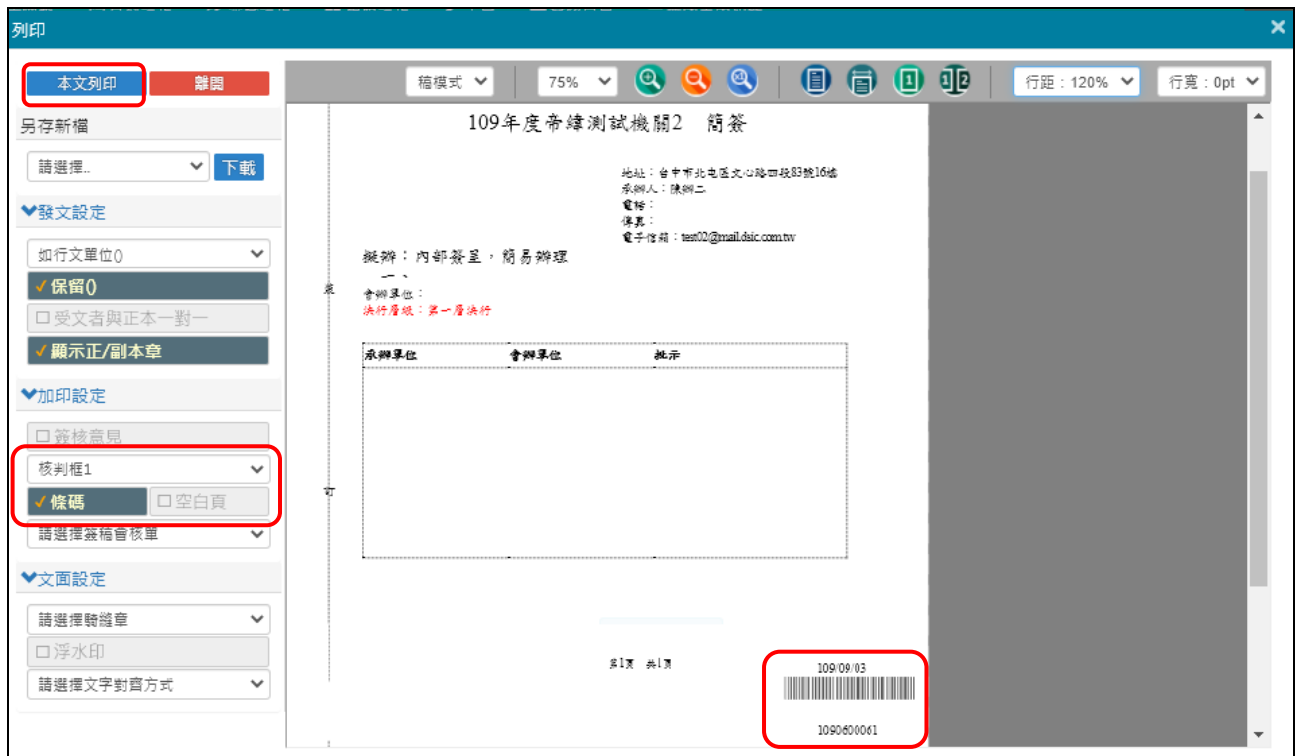 列印
本文列印 離開 稿模式 75% 行距：120% 行寬：0pt
另存新檔
請選擇.. 下載
發文設定
如行文單位()
保留()
受文者與正本一對一
顯示正/副本章
加印設定
簽核意見
核判框1
條碼 空白頁
請選擇簽稿會核單
文面設定
請選擇騎縫章
浮水印
請選擇文字對齊方式
109年度帝緯測試機關2 簡簽
地址：台中市北屯區文心路四段83號16樓
承辦人：陳辦二
電話：
傳真：
電子信箱：test02@mail.dsic.com.tw
擬辦：內部簽呈，簡易辦理
一、
會辦單位：
決行層級：第一層決行
承辦單位 會辦單位 批示
裝
訂
第1頁 共1頁
109/09/03
1090600061